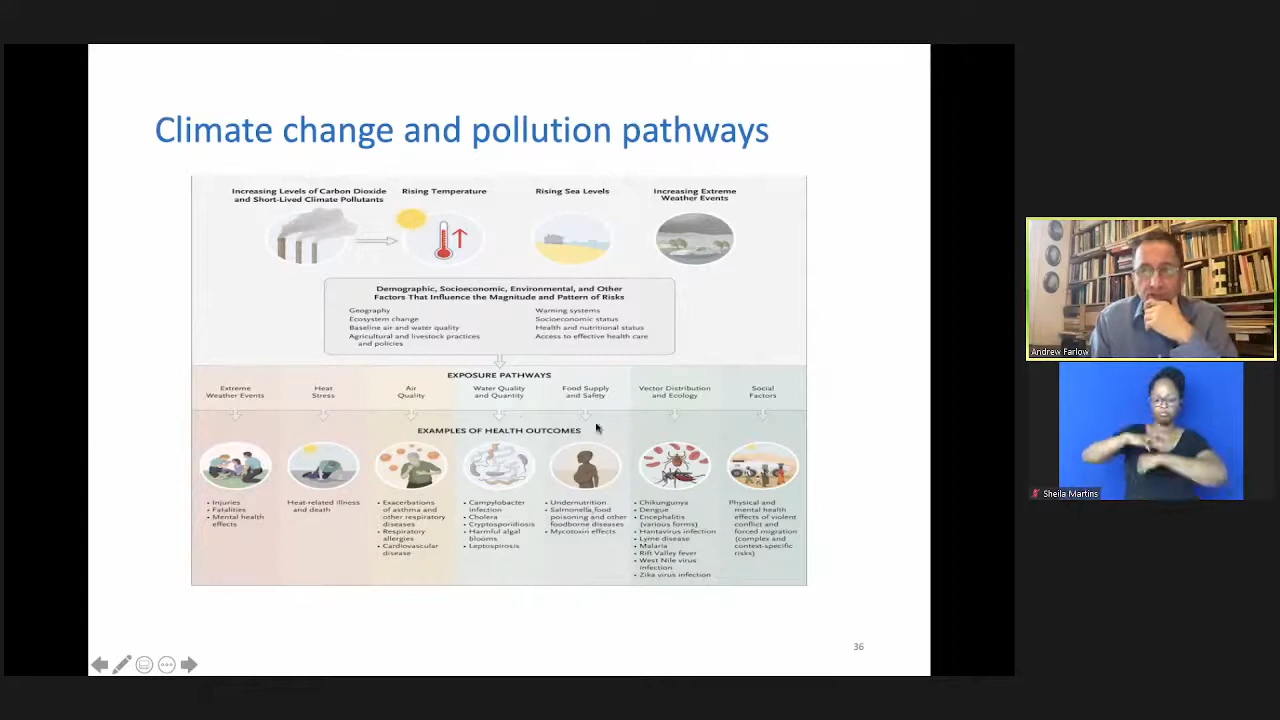 Climate change and pollution pathways
Increasing Levels of Carbon Dioxide
and Short-Lived Climate Pollutants
Rising Temperature
Rising Sea Levels
Increasing Extreme
Weather Events
Demographic, Socioeconomic, Environmental, and Other
Factors That Influence the Magnitude and Pattern of Risks
Geography
Ecosystem change
Baseline air and water quality
Agricultural and livestock practices
and policies
Warning systems
Socioeconomic status
Health and nutritional status
Access to effective health care
EXPOSURE PATHWAYS
Extreme
Weather Events
Heat
Stress
Air
Quality
Water Quality
and Quantity
Food Supply
and Safety
Vector Distribution
and Ecology
Social
Factors
EXAMPLES OF HEALTH OUTCOMES
• Injuries
• Fatalities
• Mental health
effects
Heat-related illness
and death
• Exacerbations
of asthma and
other respiratory
diseases
• Respiratory
allergies
• Cardiovascular
disease
• Campylobacter
infection
• Cholera
• Cryptosporidiosis
• Harmful algal
blooms
• Leptospirosis
• Undernutrition
• Salmonella food
poisoning and other
foodborne diseases
• Mycotoxin effects
• Chikungunya
• Dengue
• Encephalitis
(various forms)
• Hantavirus infection
• Lyme disease
• Malaria
• Rift Valley fever
• West Nile virus
infection
• Zika virus infection
Physical and
mental health
effects of violent
conflict and
forced migration
(complex and
context-specific
risks)
36
Andrew Farlow
Sheila Martins